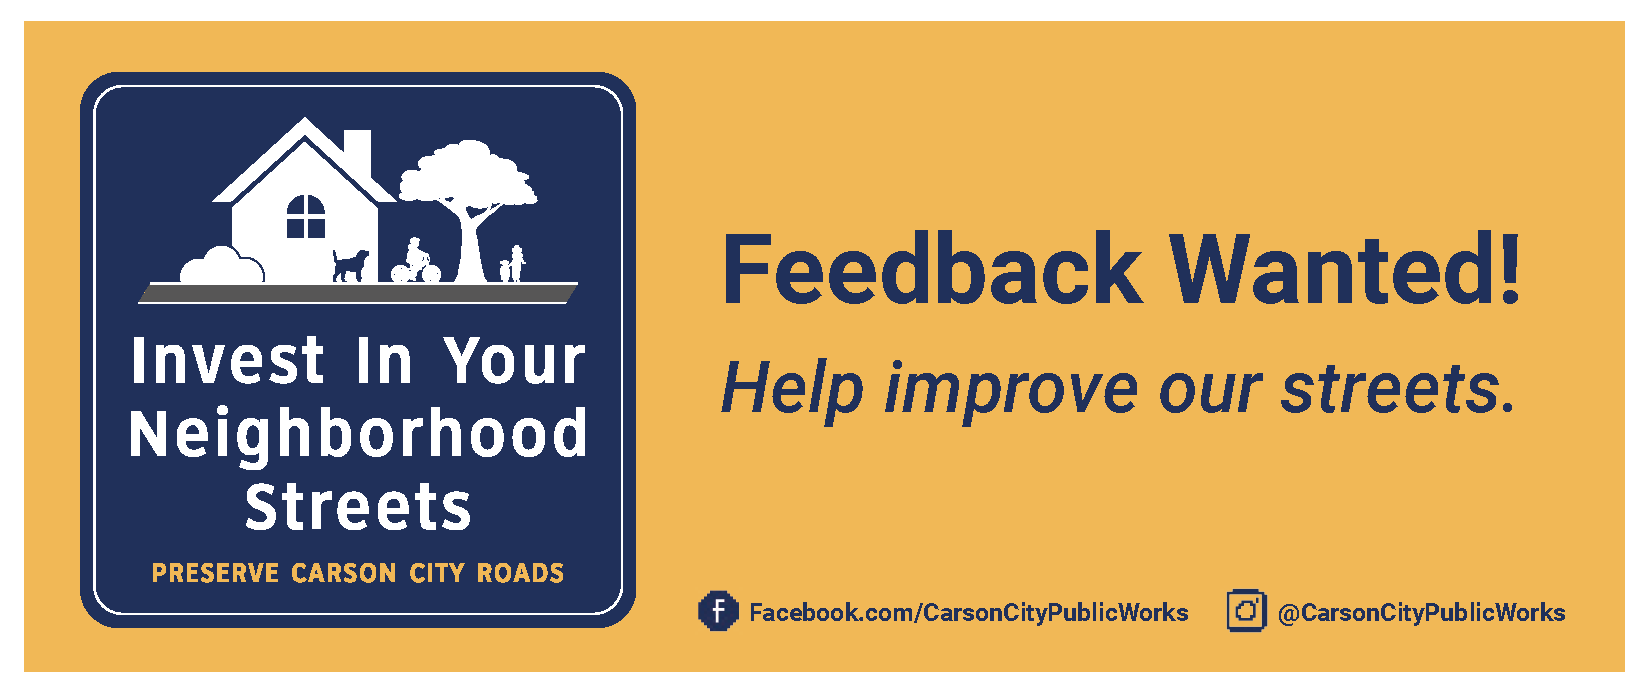 Invest In Your
Neighborhood
Streets
PRESERVE CARSON CITY ROADS
Feedback Wanted!
Help improve our streets.
Facebook.com/CarsonCityPublicWorks
@CarsonCityPublicWorks